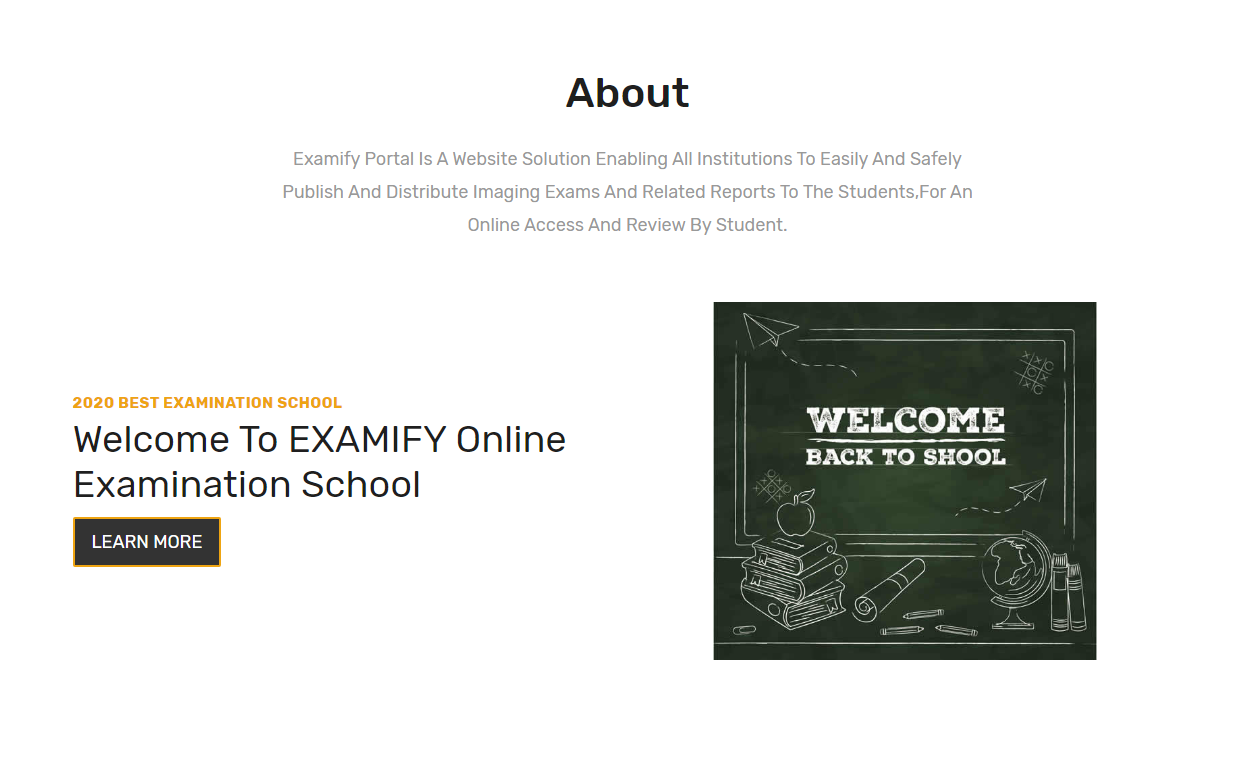 About
Examify Portal Is A Website Solution Enabling All Institutions To Easily And Safely
Publish And Distribute Imaging Exams And Related Reports To The Students,For An
Online Access And Review By Student.
2020 BEST EXAMINATION SCHOOL
Welcome To EXAMIFY Online
Examination School
LEARN MORE
WELCOME
BACK TO SHOOL